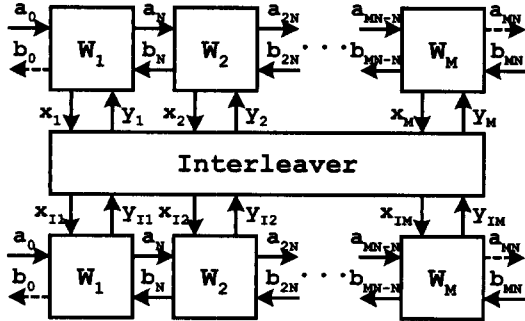 a0 aN a2N aMN-N aMN
W1 W2 ... WM
b0 bN b2N bMN-N bMN
x1 y1 x2 y2 xM yM
Interleaver
xI1 yI1 xI2 yI2 xIM yIM
a0 aN a2N aMN-N aMN
W1 W2 ... WM
b0 bN b2N bMN-N bMN